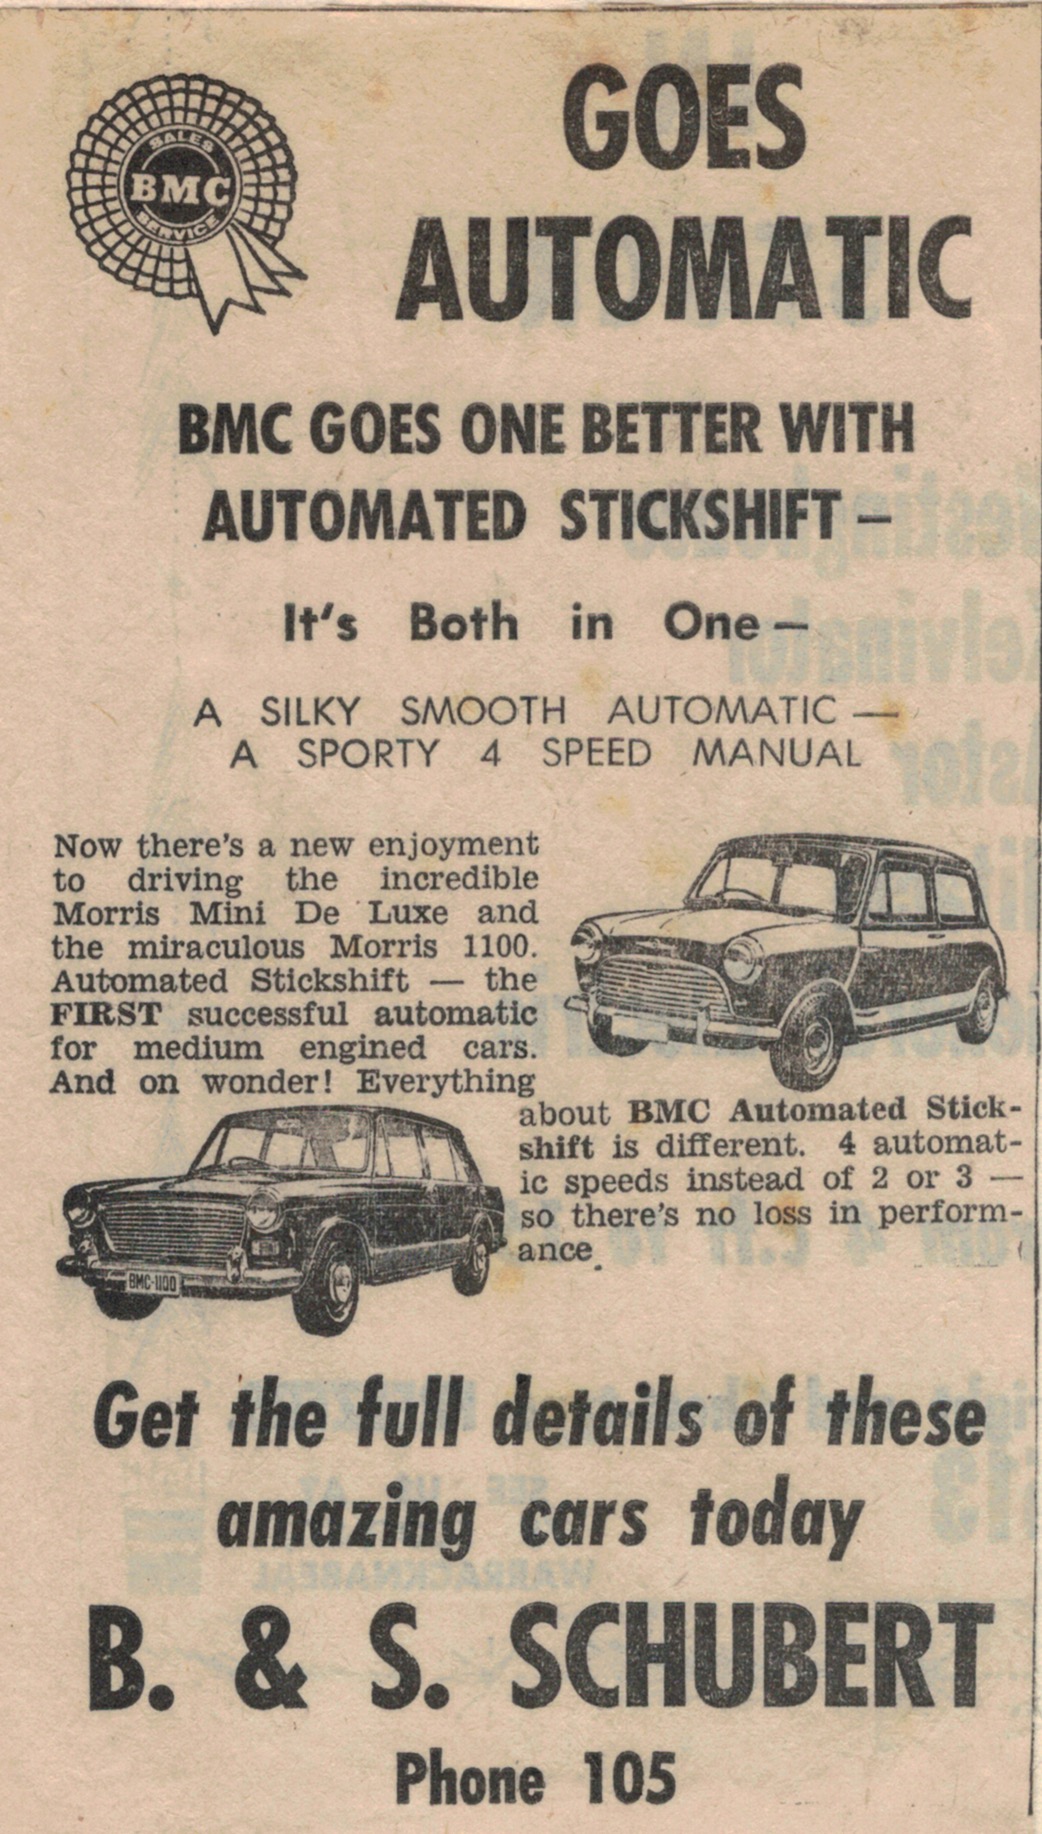 SALES
BMC
SERVICE
GOES
AUTOMATIC
BMC GOES ONE BETTER WITH
AUTOMATED STICKSHIFT —
It's Both in One —
A SILKY SMOOTH AUTOMATIC —
A SPORTY 4 SPEED MANUAL
Now there's a new enjoyment
to driving the incredible
Morris Mini De Luxe and
the miraculous Morris 1100.
Automated Stickshift — the
FIRST successful automatic
for medium engined cars.
And on wonder! Everything
about BMC Automated Stick-
shift is different. 4 automat-
ic speeds instead of 2 or 3 —
so there's no loss in perform-
ance.
BMC-1100
Get the full details of these
amazing cars today
B. & S. SCHUBERT
Phone 105